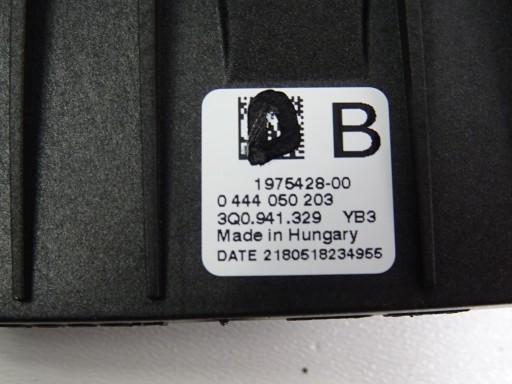 B
1975428-00
0 444 050 203
3Q0.941.329 YB3
Made in Hungary
DATE 2180518234955